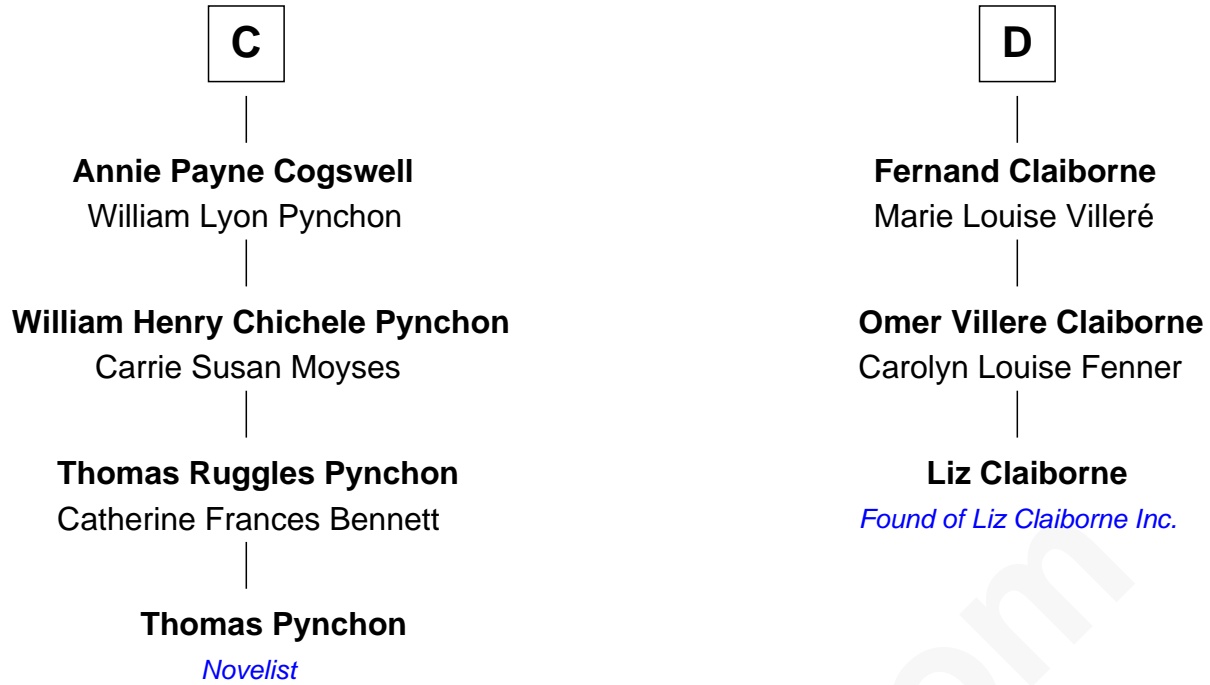 C
Annie Payne Cogswell
William Lyon Pynchon
William Henry Chichele Pynchon
Carrie Susan Moyses
Thomas Ruggles Pynchon
Catherine Frances Bennett
Thomas Pynchon
Novelist
D
Fernand Claiborne
Marie Louise Villeré
Omer Villere Claiborne
Carolyn Louise Fenner
Liz Claiborne
Found of Liz Claiborne Inc.
om